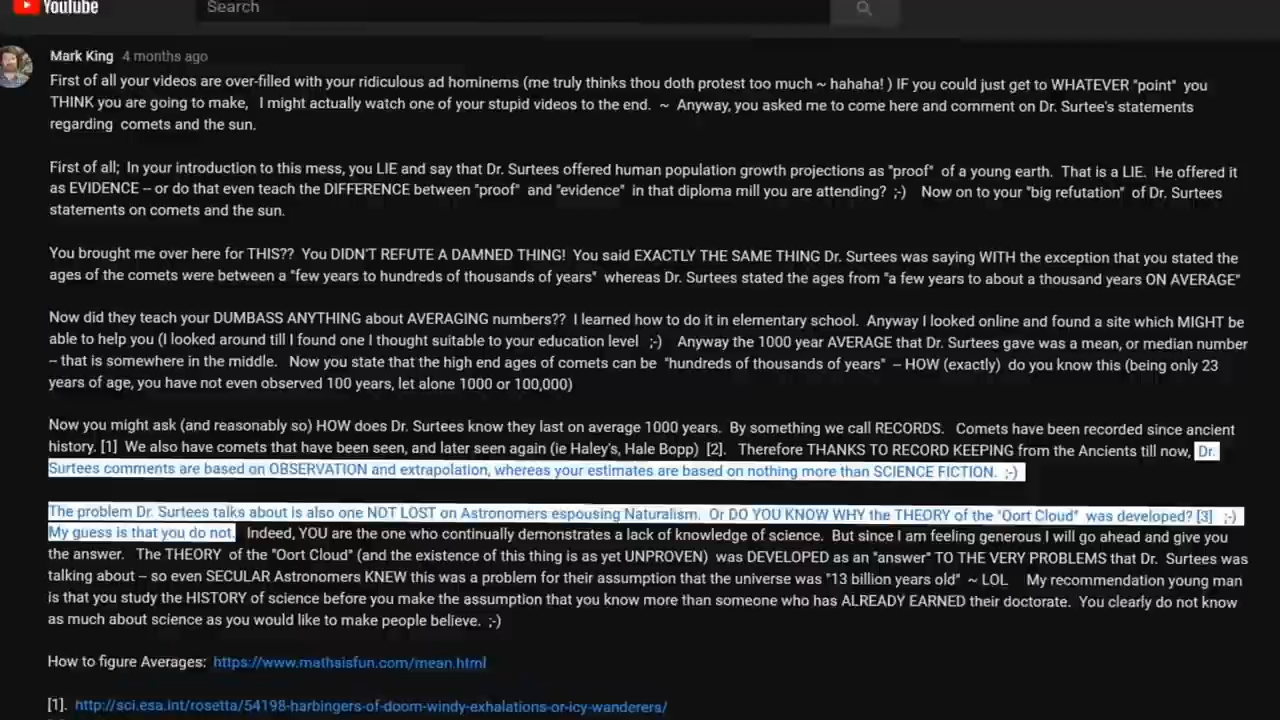 YouTube
Search
Mark King 4 months ago
First of all your videos are over-filled with your ridiculous ad hominems (me truly thinks thou doth protest too much ~ hahaha! ) IF you could just get to WHATEVER "point" you
THINK you are going to make, I might actually watch one of your stupid videos to the end. ~ Anyway, you asked me to come here and comment on Dr. Surtee's statements
regarding comets and the sun.
First of all; In your introduction to this mess, you LIE and say that Dr. Surtees offered human population growth projections as "proof" of a young earth. That is a LIE. He offered it
as EVIDENCE -- or do that even teach the DIFFERENCE between "proof" and "evidence" in that diploma mill you are attending? ;-) Now on to your "big refutation" of Dr. Surtees
statements on comets and the sun.
You brought me over here for THIS?? You DIDN'T REFUTE A DAMNED THING! You said EXACTLY THE SAME THING Dr. Surtees was saying WITH the exception that you stated the
ages of the comets were between a "few years to hundreds of thousands of years" whereas Dr. Surtees stated the ages from "a few years to about a thousand years ON AVERAGE"
Now did they teach your DUMBASS ANYTHING about AVERAGING numbers?? I learned how to do it in elementary school. Anyway I looked online and found a site which MIGHT be
able to help you (I looked around till I found one I thought suitable to your education level ;-) Anyway the 1000 year AVERAGE that Dr. Surtees gave was a mean, or median number
-- that is somewhere in the middle. Now you state that the high end ages of comets can be "hundreds of thousands of years" -- HOW (exactly) do you know this (being only 23
years of age, you have not even observed 100 years, let alone 1000 or 100,000)
Now you might ask (and reasonably so) HOW does Dr. Surtees know they last on average 1000 years. By something we call RECORDS. Comets have been recorded since ancient
history. [1] We also have comets that have been seen, and later seen again (ie Haley's, Hale Bopp) [2]. Therefore THANKS TO RECORD KEEPING from the Ancients till now, Dr.
Surtees comments are based on OBSERVATION and extrapolation, whereas your estimates are based on nothing more than SCIENCE FICTION. ;-)
The problem Dr. Surtees talks about is also one NOT LOST on Astronomers espousing Naturalism. Or DO YOU KNOW WHY the THEORY of the "Oort Cloud" was developed? [3] ;-)
My guess is that you do not. Indeed, YOU are the one who continually demonstrates a lack of knowledge of science. But since I am feeling generous I will go ahead and give you
the answer. The THEORY of the "Oort Cloud" (and the existence of this thing is as yet UNPROVEN) was DEVELOPED as an "answer" TO THE VERY PROBLEMS that Dr. Surtees was
talking about -- so even SECULAR Astronomers KNEW this was a problem for their assumption that the universe was "13 billion years old" ~ LOL My recommendation young man
is that you study the HISTORY of science before you make the assumption that you know more than someone who has ALREADY EARNED their doctorate. You clearly do not know
as much about science as you would like to make people believe. ;-)
How to figure Averages: https://www.mathsisfun.com/mean.html
[1]. http://sci.esa.int/rosetta/54198-harbingers-of-doom-windy-exhalations-or-icy-wanderers/